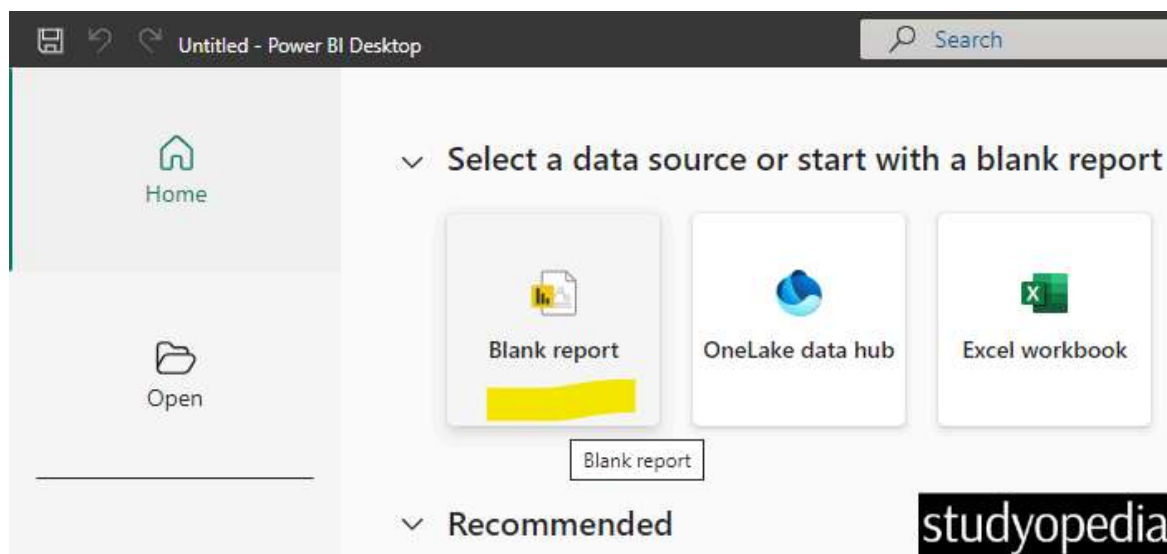 Untitled - Power BI Desktop
Search
Home
Open
Select a data source or start with a blank report
Blank report
OneLake data hub
Excel workbook
Blank report
Recommended
studyopedia